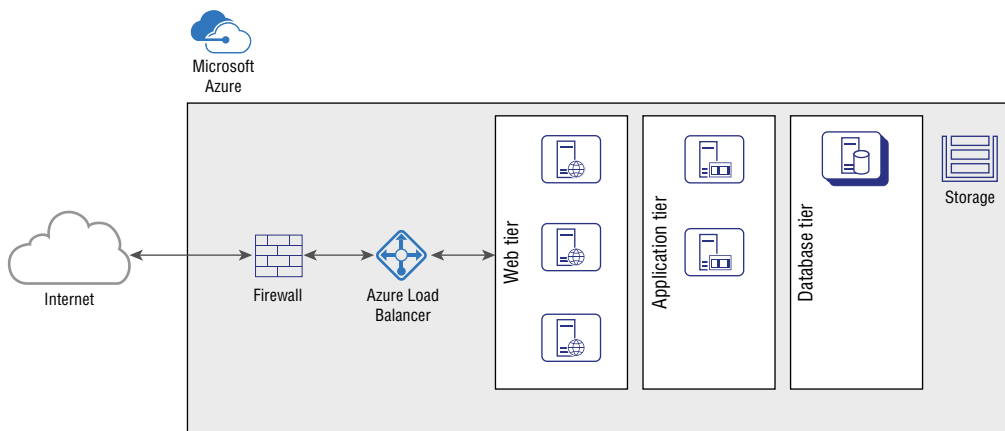 Microsoft
Azure
Internet
Firewall
Azure Load
Balancer
Web tier
Application tier
Database tier
Storage